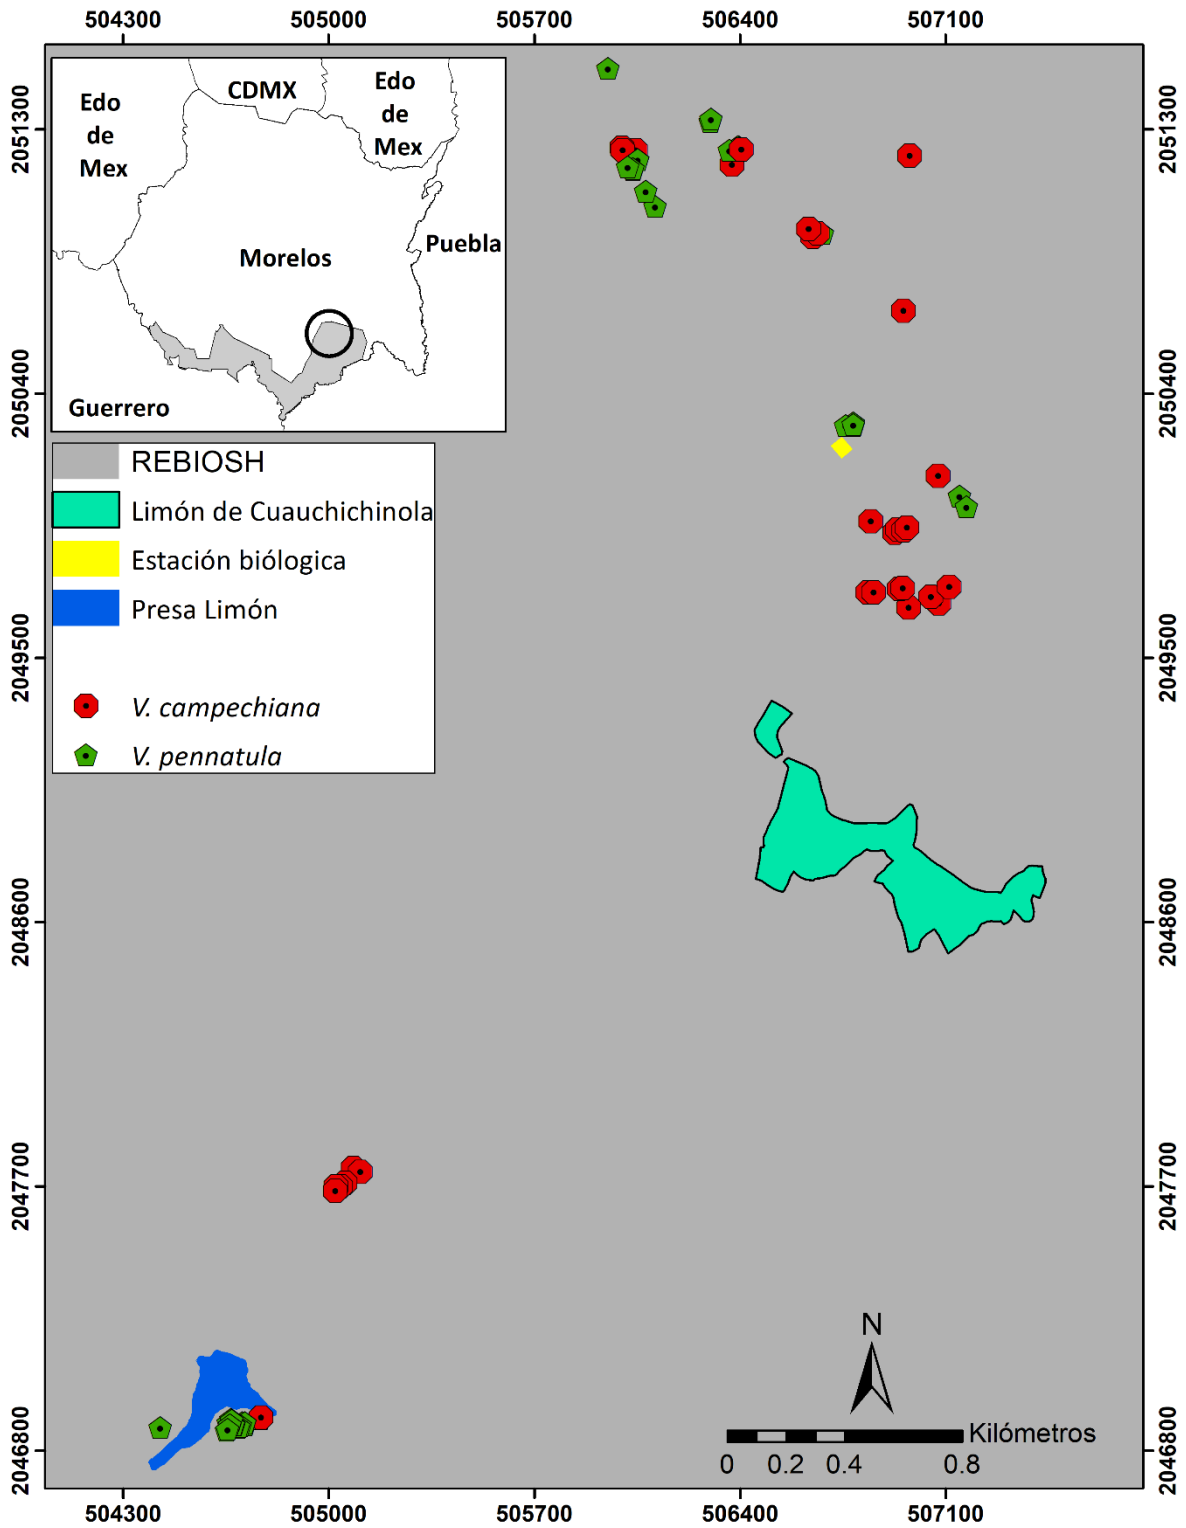 504300 505000 505700 506400 507100
2051300 2051300
2050400 2050400
2049500 2049500
2048600 2048600
2047700 2047700
2046800 2046800
CDMX
Edo
de
Mex
Edo
de
Mex
Puebla
Morelos
Guerrero
REBIOSH
Limón de Cuauchichinola
Estación biólogica
Presa Limón
V. campechiana
V. pennatula
N
Kilómetros
0 0.2 0.4 0.8
504300 505000 505700 506400 507100